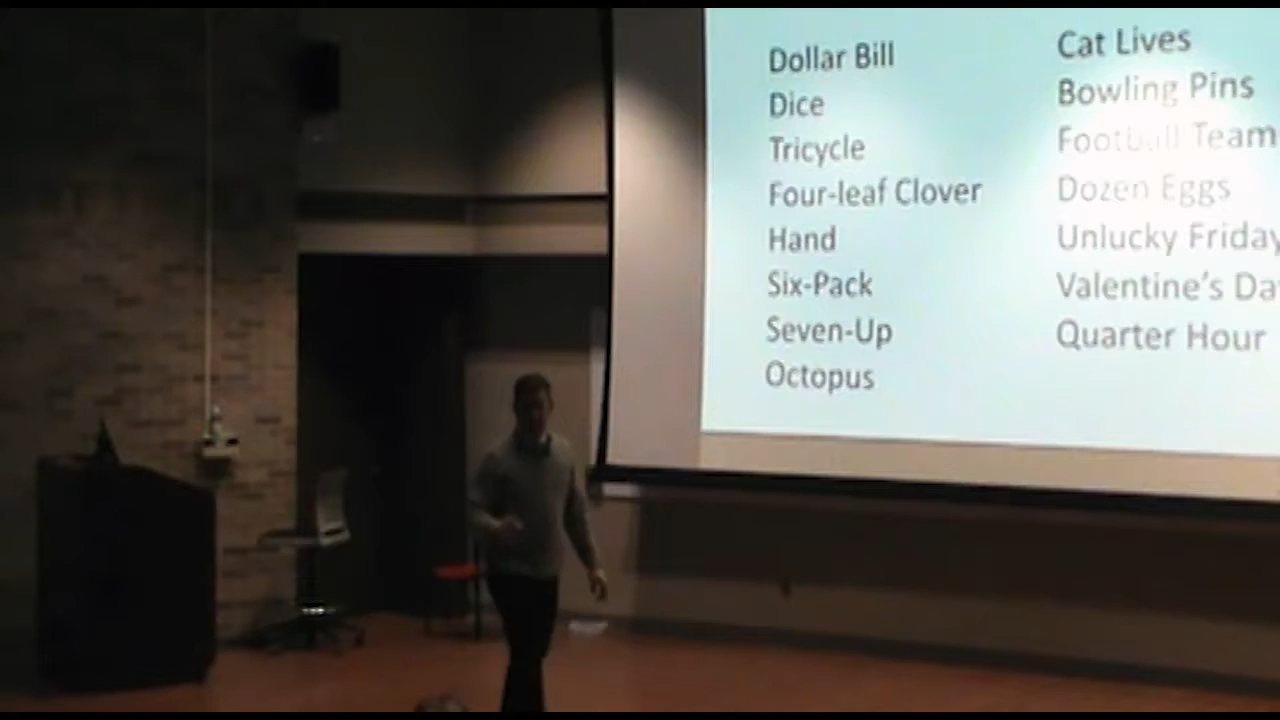 Dollar Bill
Dice
Tricycle
Four-leaf Clover
Hand
Six-Pack
Seven-Up
Octopus
Cat Lives
Bowling Pins
Football Team
Dozen Eggs
Unlucky Friday
Valentine's Da
Quarter Hour